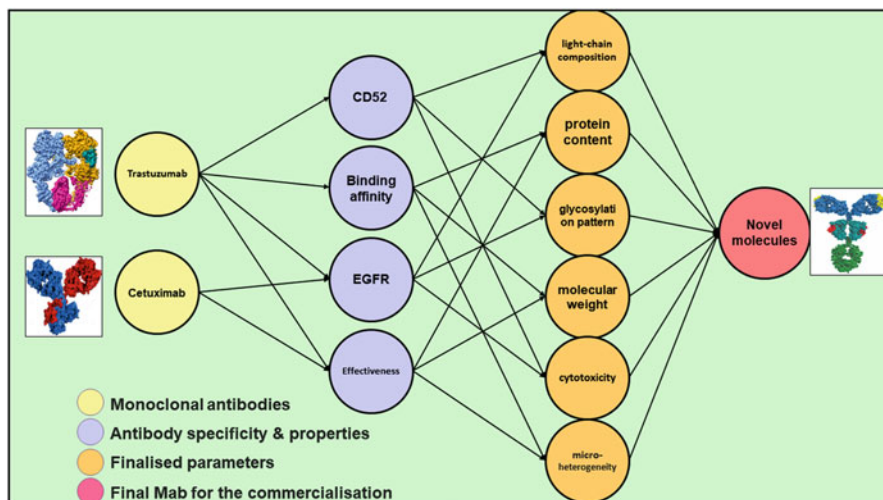 Trastuzumab
Cetuximab
CD52
Binding
affinity
EGFR
Effectiveness
light-chain
composition
protein
content
glycosylati
on pattern
molecular
weight
cytotoxicity
micro-
heterogeneity
Novel
molecules
Monoclonal antibodies
Antibody specificity & properties
Finalised parameters
Final Mab for the commercialisation